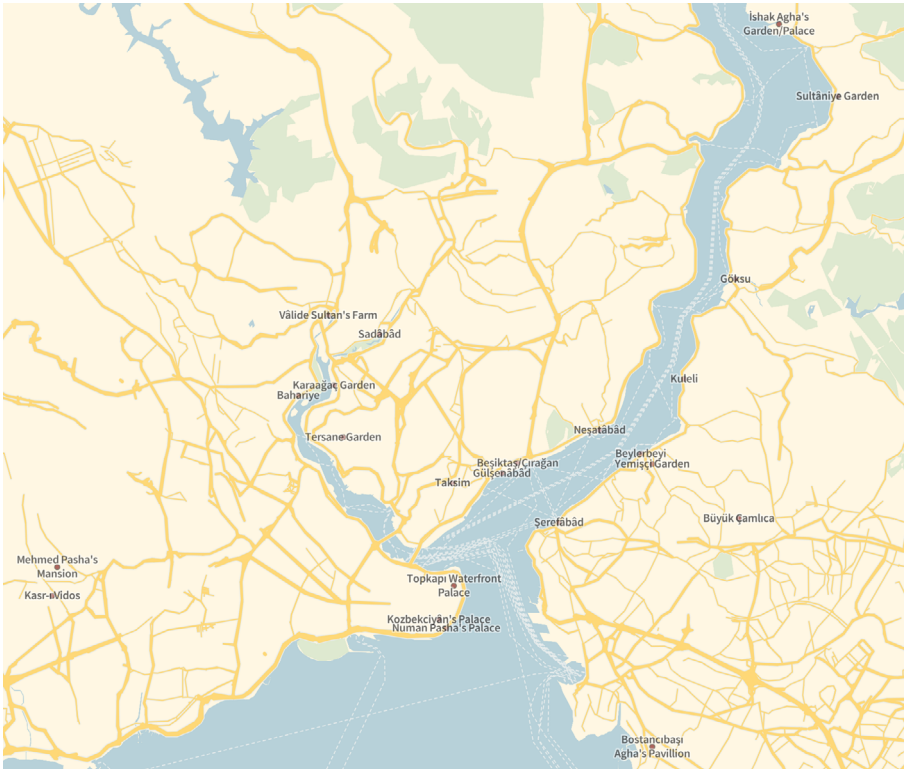 İshak Agha's
Garden/Palace
Sultâniye Garden
Göksu
Vâlide Sultan's Farm
Sadâbâd
Karaağaç Garden
Bahariye
Kuleli
Tersane Garden
Neşatâbâd
Beylerbeyi
Yemişçi Garden
Beşiktaş/Çırağan
Gülşenâbâd
Taksim
Şerefâbâd
Büyük Çamlıca
Mehmed Pasha's
Mansion
Kasr-ı Vidos
Topkapı Waterfront
Palace
Kozbekciyân's Palace
Numan Pasha's Palace
Bostancıbaşı
Agha's Pavillion